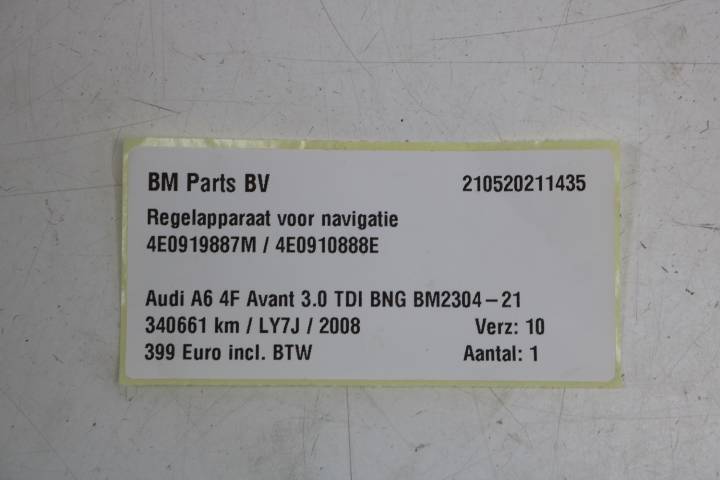 BM Parts BV 210520211435
Regelapparaat voor navigatie
4E0919887M / 4E0910888E
Audi A6 4F Avant 3.0 TDI BNG BM2304-21
340661 km / LY7J / 2008 Verz: 10
399 Euro incl. BTW Aantal: 1